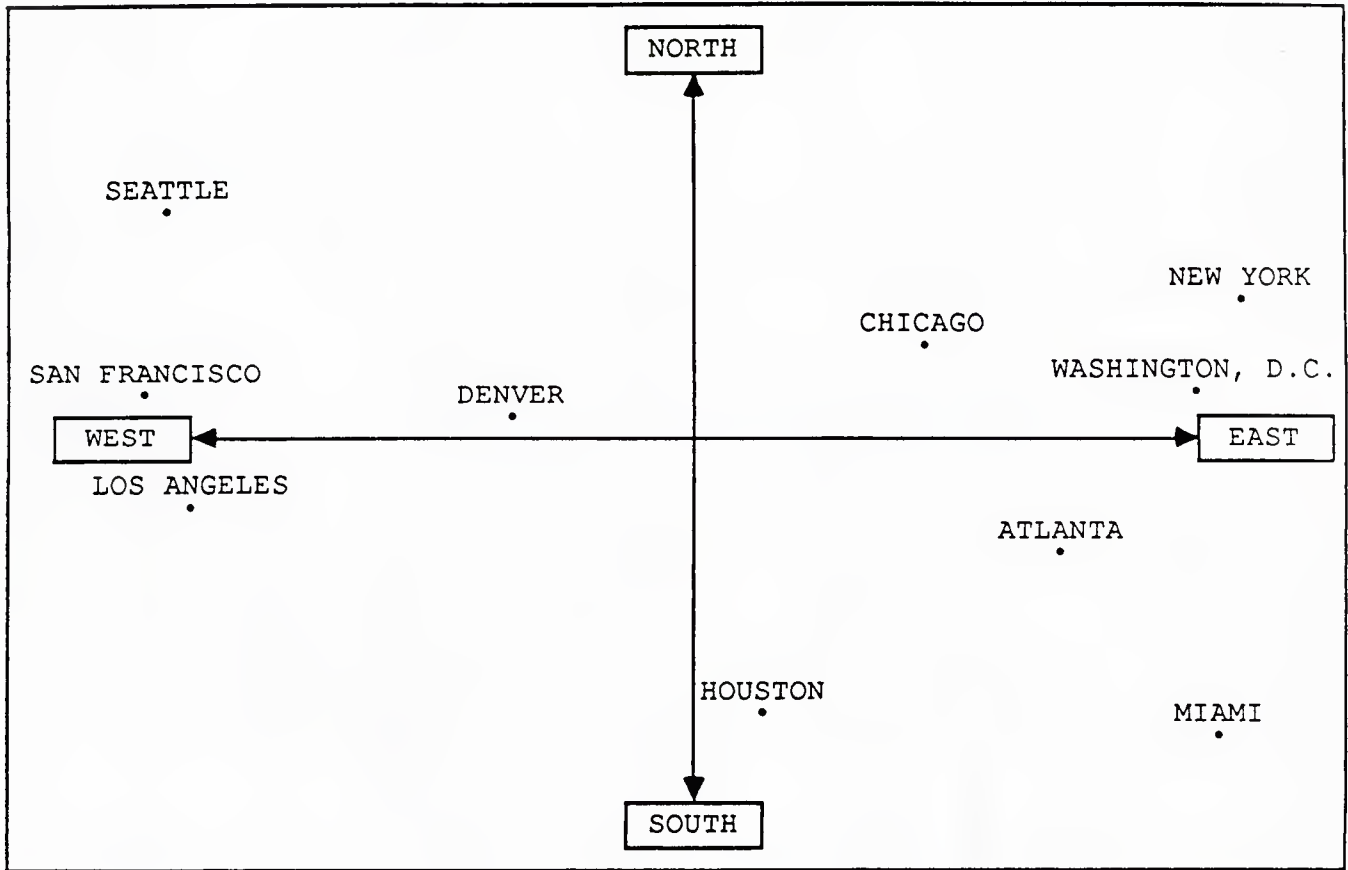 NORTH
SEATTLE
NEW YORK
CHICAGO
WASHINGTON, D.C.
SAN FRANCISCO
DENVER
WEST
EAST
LOS ANGELES
ATLANTA
HOUSTON
MIAMI
SOUTH